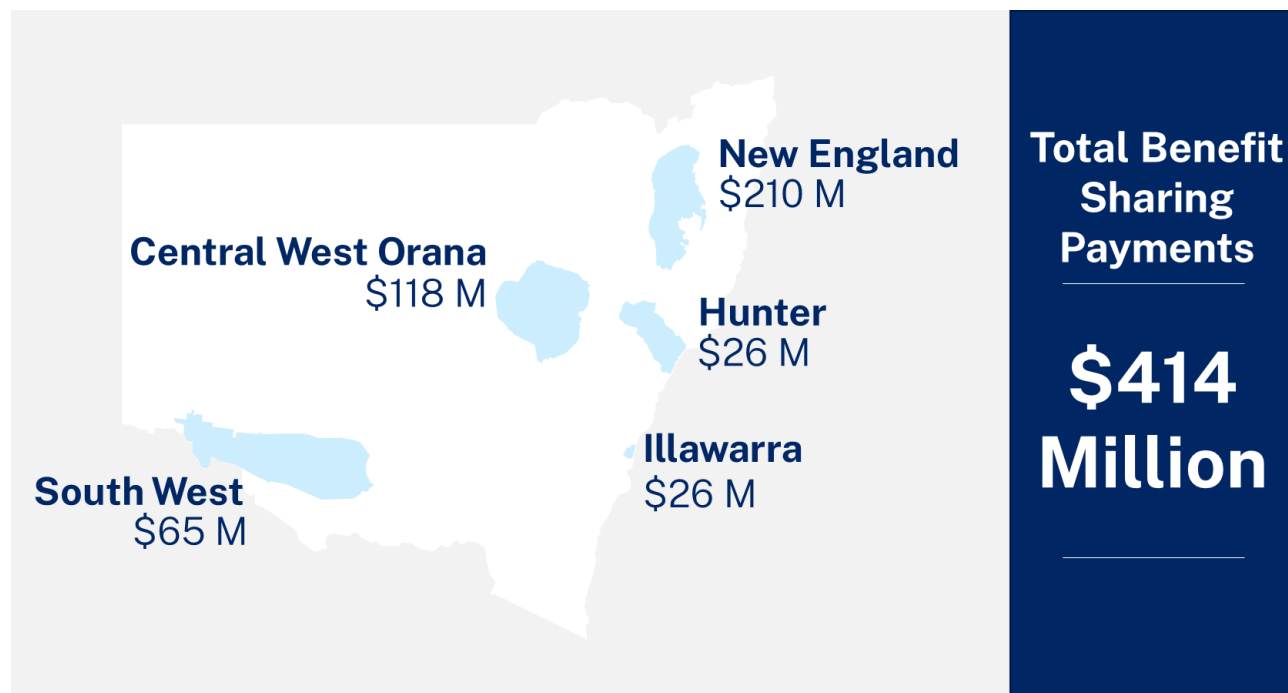 New England
$210 M
Central West Orana
$118 M
Hunter
$26 M
Illawarra
$26 M
South West
$65 M
Total Benefit
Sharing
Payments
$414
Million